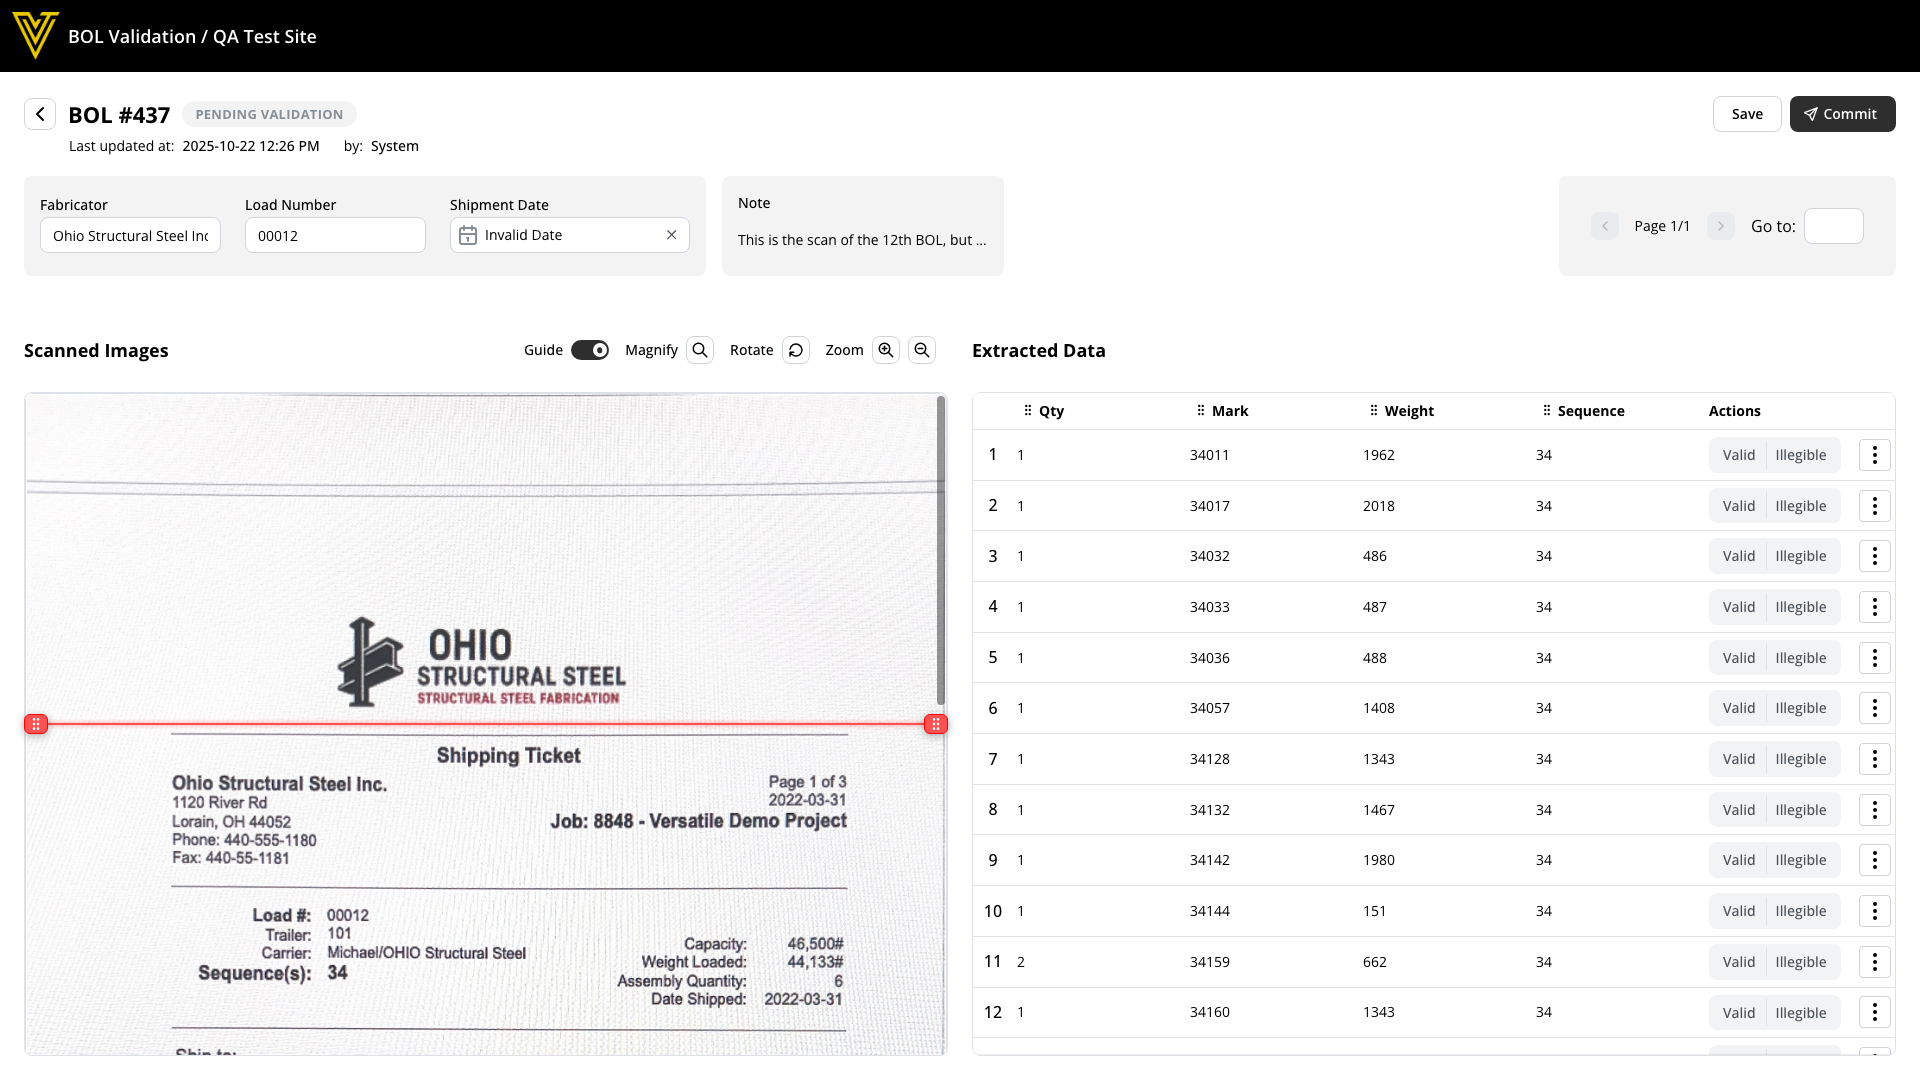 BOL Validation / QA Test Site
BOL #437
PENDING VALIDATION
Save
Commit
Last updated at: 2025-10-22 12:26 PM by: System
Fabricator
Load Number
Shipment Date
Ohio Structural Steel Inc
00012
Invalid Date
Note
This is the scan of the 12th BOL, but ...
Page 1/1
Go to:
Scanned Images
Guide
Magnify
Rotate
Zoom
OHIO
STRUCTURAL STEEL
STRUCTURAL STEEL FABRICATION
Shipping Ticket
Ohio Structural Steel Inc.
1120 River Rd
Lorain, OH 44052
Phone: 440-555-1180
Fax: 440-55-1181
Page 1 of 3
2022-03-31
Job: 8848 - Versatile Demo Project
Load #: 00012
Trailer: 101
Carrier: Michael/OHIO Structural Steel
Sequence(s): 34
Capacity: 46,500#
Weight Loaded: 44,133#
Assembly Quantity: 6
Date Shipped: 2022-03-31
Ship to:
Extracted Data
Qty Mark Weight Sequence Actions
1 1 34011 1962 34 Valid Illegible
2 1 34017 2018 34 Valid Illegible
3 1 34032 486 34 Valid Illegible
4 1 34033 487 34 Valid Illegible
5 1 34036 488 34 Valid Illegible
6 1 34057 1408 34 Valid Illegible
7 1 34128 1343 34 Valid Illegible
8 1 34132 1467 34 Valid Illegible
9 1 34142 1980 34 Valid Illegible
10 1 34144 151 34 Valid Illegible
11 2 34159 662 34 Valid Illegible
12 1 34160 1343 34 Valid Illegible